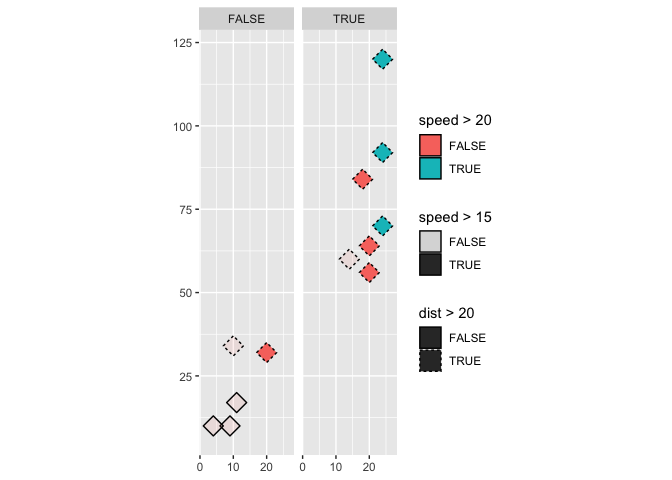 FALSE
TRUE
125
100
75
50
25
0
10
20
0
10
20
speed > 20
FALSE
TRUE
speed > 15
FALSE
TRUE
dist > 20
FALSE
TRUE